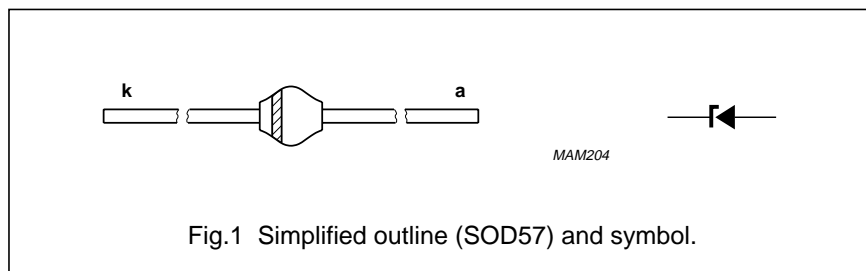 k a
MAM204
Fig.1 Simplified outline (SOD57) and symbol.